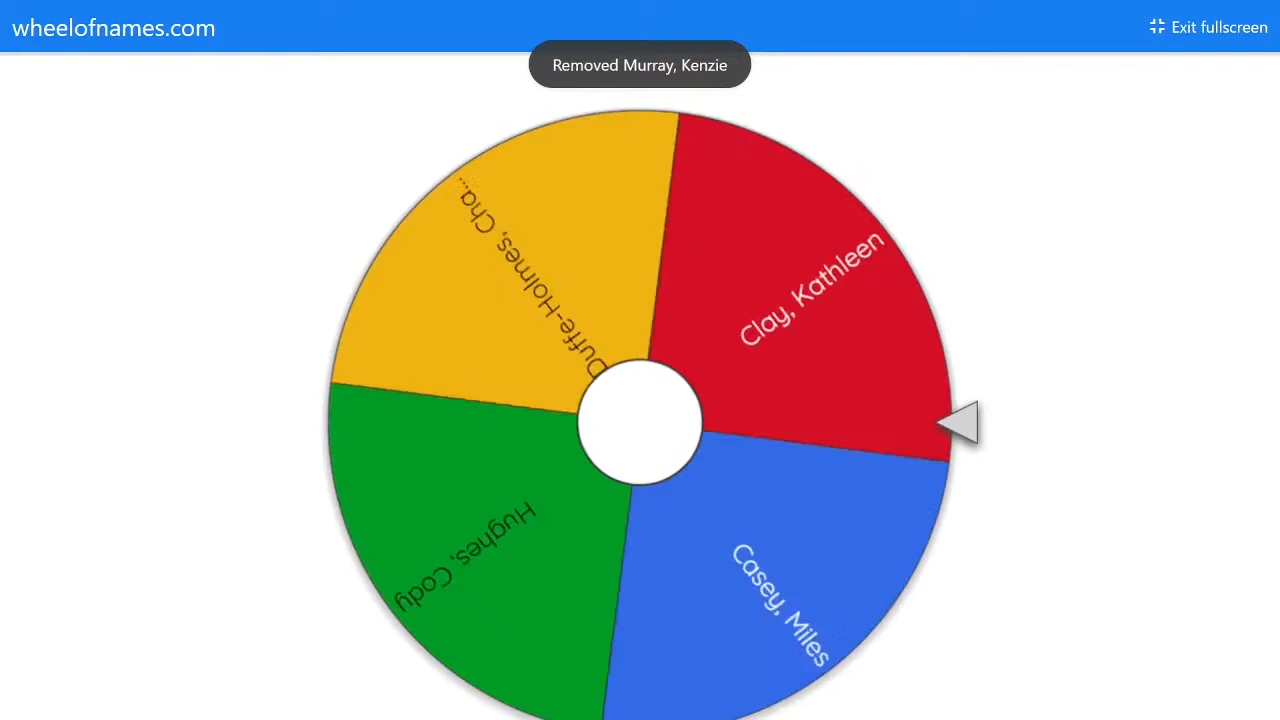 wheelofnames.com
Exit fullscreen
Removed Murray, Kenzie
Duffe-Holmes, Cha...
Clay, Kathleen
Hughes, Cody
Casey, Miles